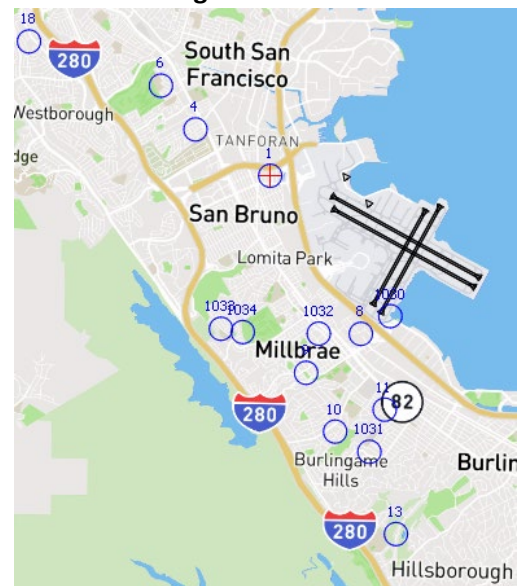 18
280
South San
Francisco
6
Westborough
4
TANFORAN
dge
1
San Bruno
Lomita Park
1033
1034
1032
8
1030
Millbrae
280
11
82
10
1031
Burlingame
Hills
Burlin
13
280
Hillsborough